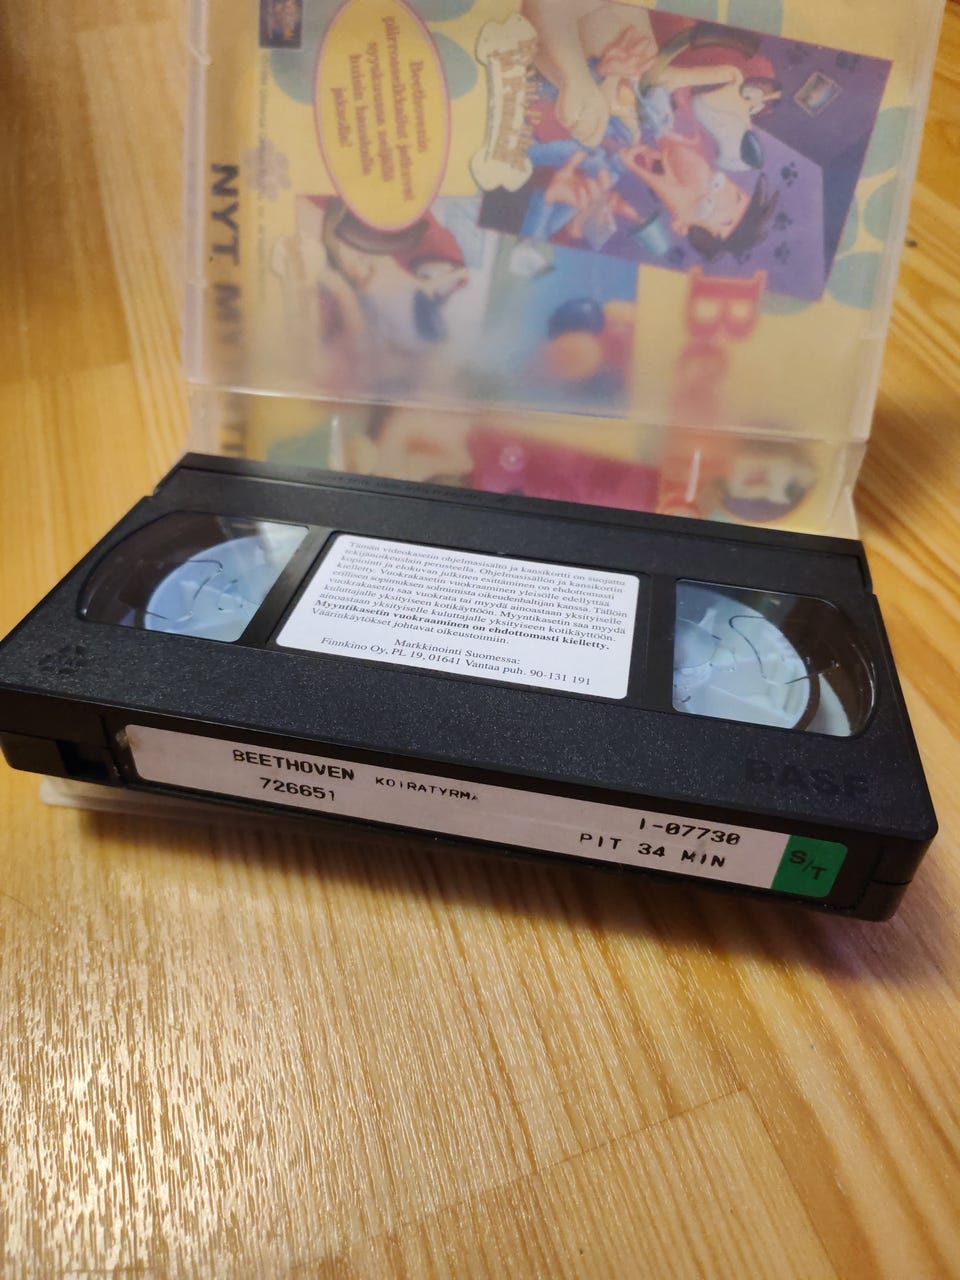 Beethovenin
piirrosseikkailut jatkuvat
NYT.
Tämän videokasetin ohjelmasisältö ja kansikortti on suojattu
tekijänoikeuslain perusteella. Ohjelmasisällön ja kansikortin
kopiointi ja elokuvan julkinen esittäminen on ehdottomasti
kielletty. Vuokrakasetin vuokraaminen yleisölle edellyttää
erillisen sopimuksen solmimista oikeudenhaltijan kanssa. Tällöin
vuokrakasetin saa vuokrata tai myydä ainoastaan yksityiselle
kuluttajalle yksityiseen kotikäyttöön. Myyntikasetin saa myydä
ainoastaan yksityiselle kuluttajalle yksityiseen kotikäyttöön.
Myyntikasetin vuokraaminen on ehdottomasti kielletty.
Väärinkäytökset johtavat oikeustoimiin.
Markkinointi Suomessa:
Finnkino Oy, PL 19, 01641 Vantaa puh. 90-131 191
BASF
BEETHOVEN KOIRATYRMÄ
726651
I-07730
PIT 34 MIN
S/T